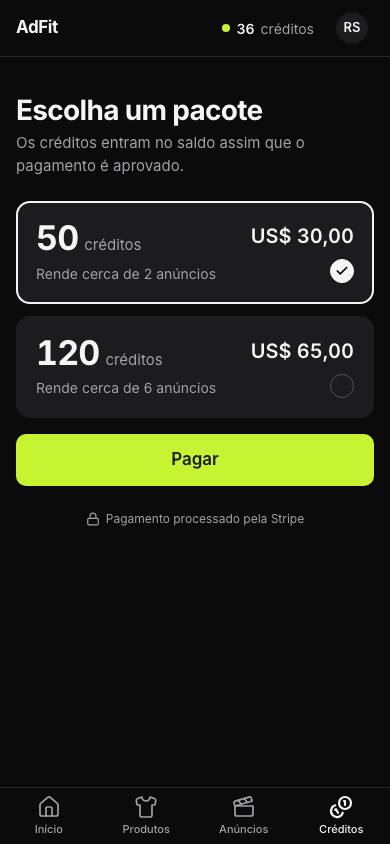 AdFit
36 créditos
RS
Escolha um pacote
Os créditos entram no saldo assim que o
pagamento é aprovado.
50 créditos
US$ 30,00
Rende cerca de 2 anúncios
120 créditos
US$ 65,00
Rende cerca de 6 anúncios
Pagar
Pagamento processado pela Stripe
Início
Produtos
Anúncios
Créditos